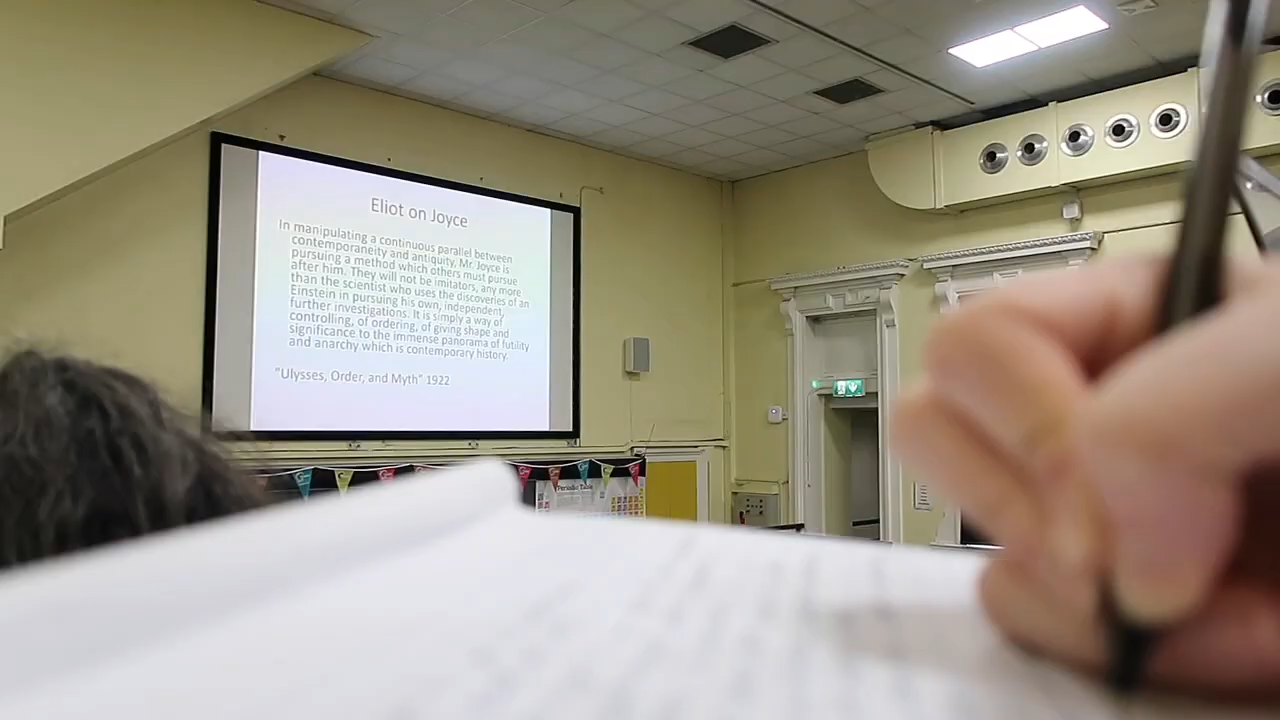 Eliot on Joyce
In manipulating a continuous parallel between
contemporaneity and antiquity, Mr. Joyce is
pursuing a method which others must pursue
after him. They will not be imitators, any more
than the scientist who uses the discoveries of an
Einstein in pursuing his own, independent,
further investigations. It is simply a way of
controlling, of ordering, of giving shape and
significance to the immense panorama of futility
and anarchy which is contemporary history.
"Ulysses, Order, and Myth" 1922
Periodic Table